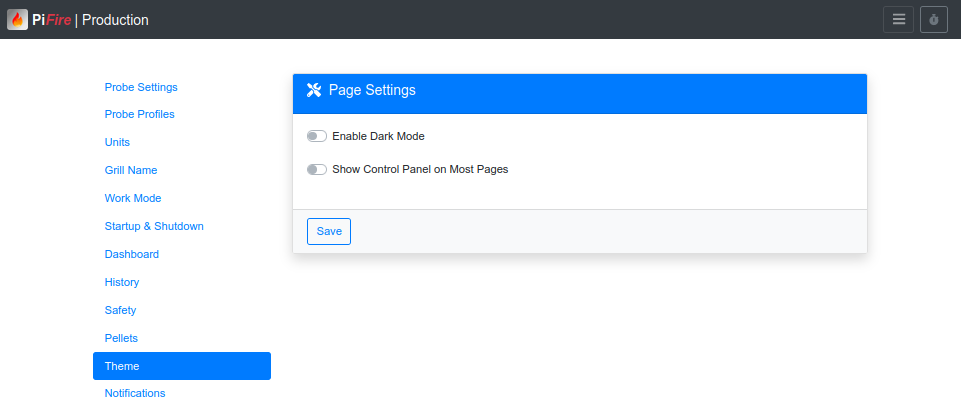 PiFire | Production
Probe Settings
Probe Profiles
Units
Grill Name
Work Mode
Startup & Shutdown
Dashboard
History
Safety
Pellets
Theme
Notifications
Page Settings
Enable Dark Mode
Show Control Panel on Most Pages
Save